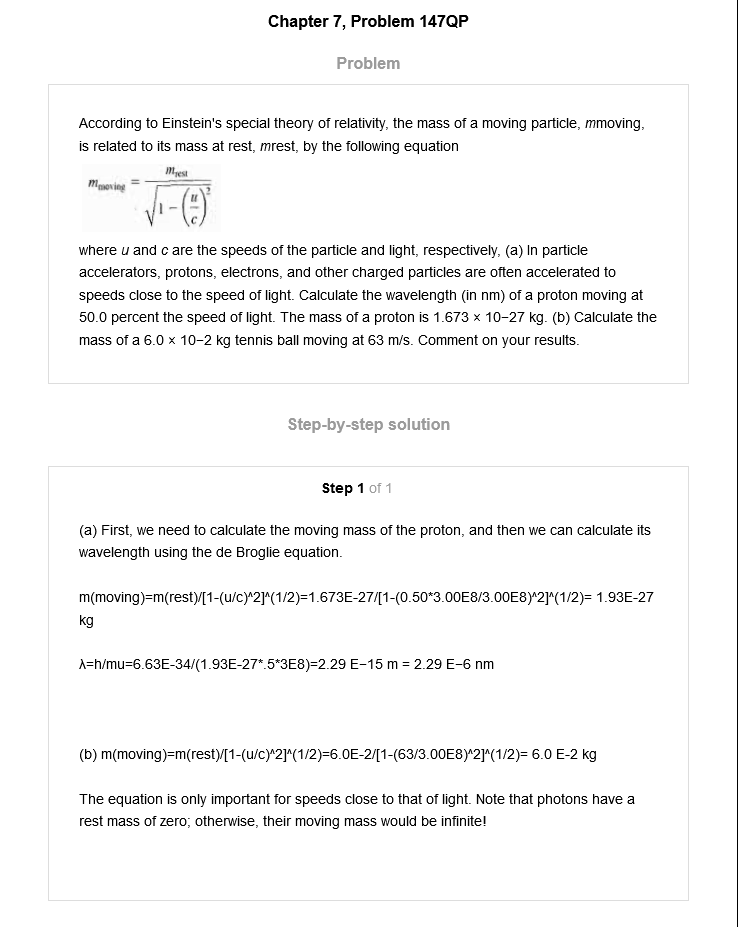 Chapter 7, Problem 147QP
Problem
According to Einstein's special theory of relativity, the mass of a moving particle, mmoving,
is related to its mass at rest, mrest, by the following equation
m_moving = m_rest / √(1 − (u/c)²)
where u and c are the speeds of the particle and light, respectively, (a) In particle
accelerators, protons, electrons, and other charged particles are often accelerated to
speeds close to the speed of light. Calculate the wavelength (in nm) of a proton moving at
50.0 percent the speed of light. The mass of a proton is 1.673 × 10−27 kg. (b) Calculate the
mass of a 6.0 × 10−2 kg tennis ball moving at 63 m/s. Comment on your results.
Step-by-step solution
Step 1 of 1
(a) First, we need to calculate the moving mass of the proton, and then we can calculate its
wavelength using the de Broglie equation.
m(moving)=m(rest)/[1-(u/c)^2]^(1/2)=1.673E-27/[1-(0.50*3.00E8/3.00E8)^2]^(1/2)= 1.93E-27
kg
λ=h/mu=6.63E-34/(1.93E-27*.5*3E8)=2.29 E−15 m = 2.29 E−6 nm
(b) m(moving)=m(rest)/[1-(u/c)^2]^(1/2)=6.0E-2/[1-(63/3.00E8)^2]^(1/2)= 6.0 E-2 kg
The equation is only important for speeds close to that of light. Note that photons have a
rest mass of zero; otherwise, their moving mass would be infinite!